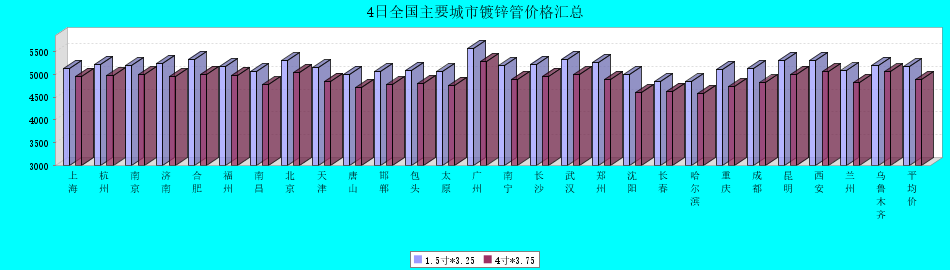 4日全国主要城市镀锌管价格汇总
5500
5000
4500
4000
3500
3000
上海 杭州 南京 济南 合肥 福州 南昌 北京 天津 唐山 邯郸 包头 太原 广州 南宁 长沙 武汉 郑州 沈阳 长春 哈尔滨 重庆 成都 昆明 西安 兰州 乌鲁木齐 平均价
1.5寸*3.25 4寸*3.75